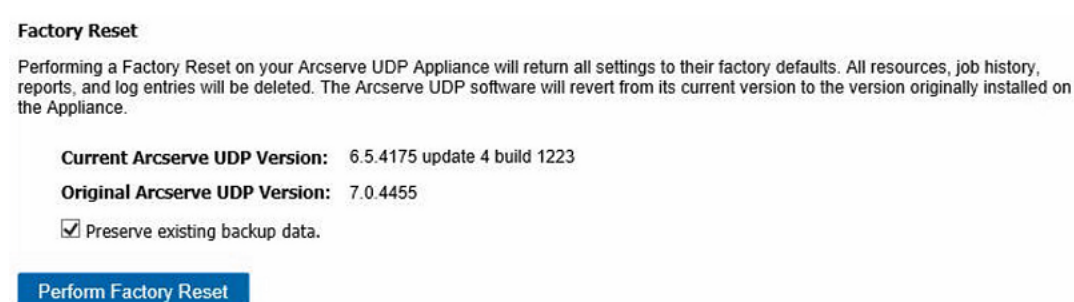 Factory Reset
Performing a Factory Reset on your Arcserve UDP Appliance will return all settings to their factory defaults. All resources, job history,
reports, and log entries will be deleted. The Arcserve UDP software will revert from its current version to the version originally installed on
the Appliance.
Current Arcserve UDP Version: 6.5.4175 update 4 build 1223
Original Arcserve UDP Version: 7.0.4455
Preserve existing backup data.
Perform Factory Reset